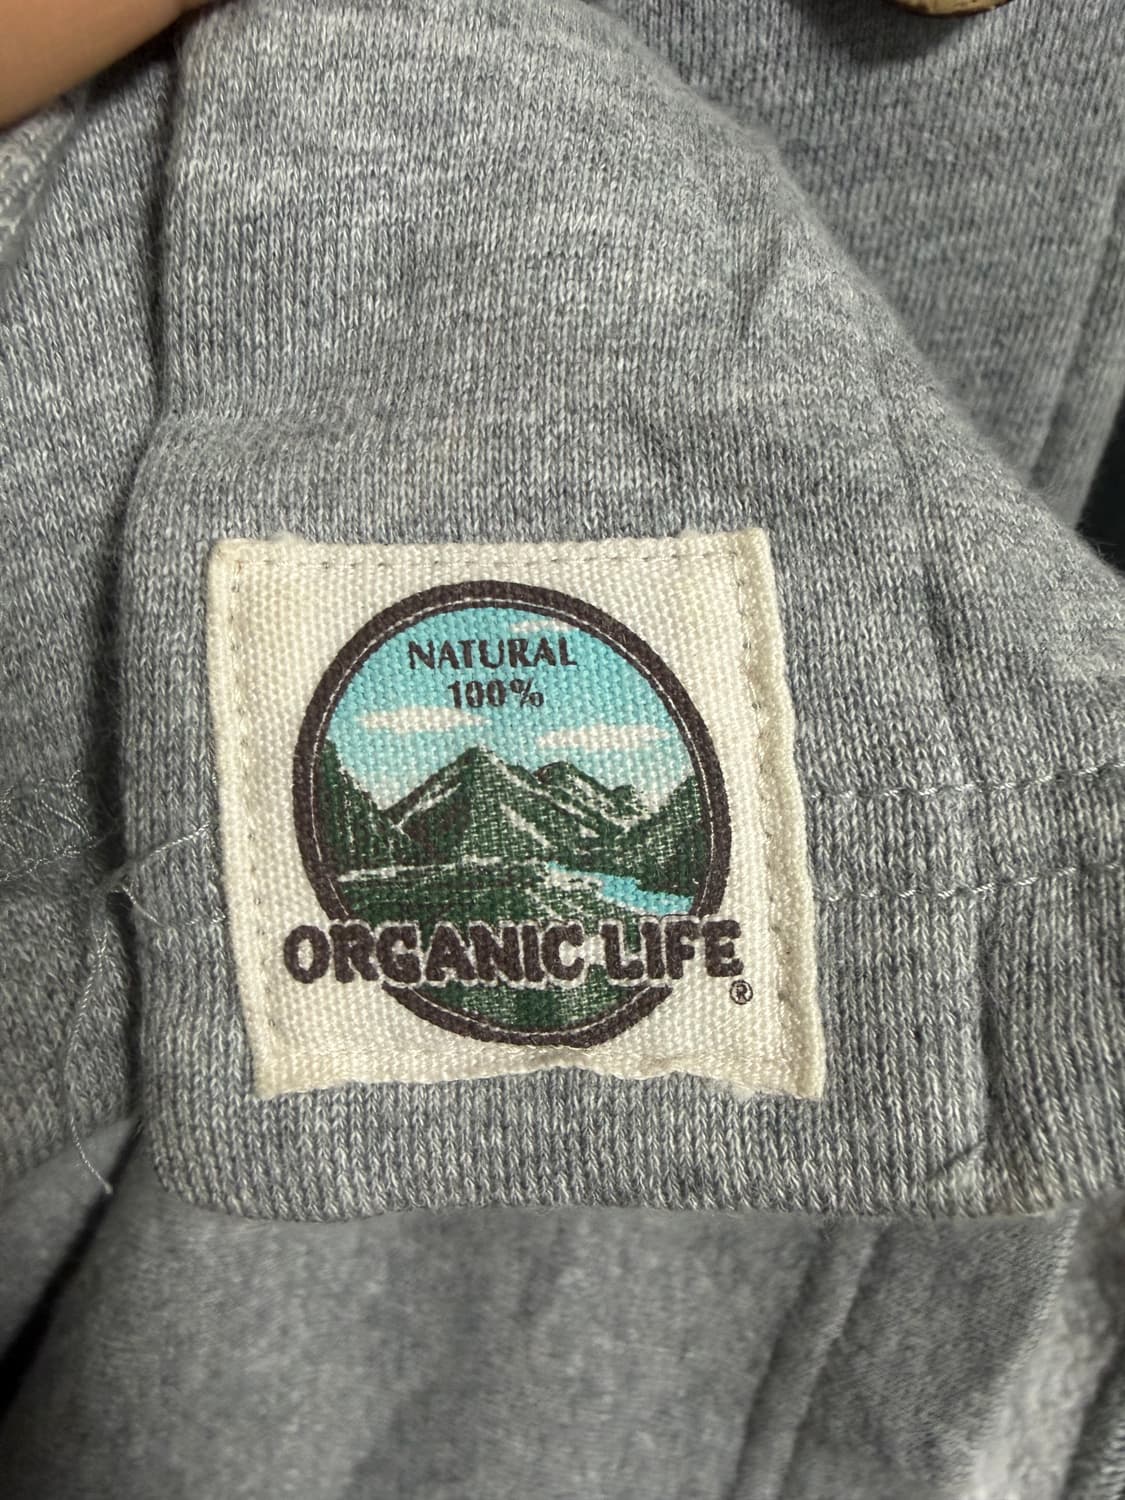 NATURAL
100%
ORGANIC LIFE
®